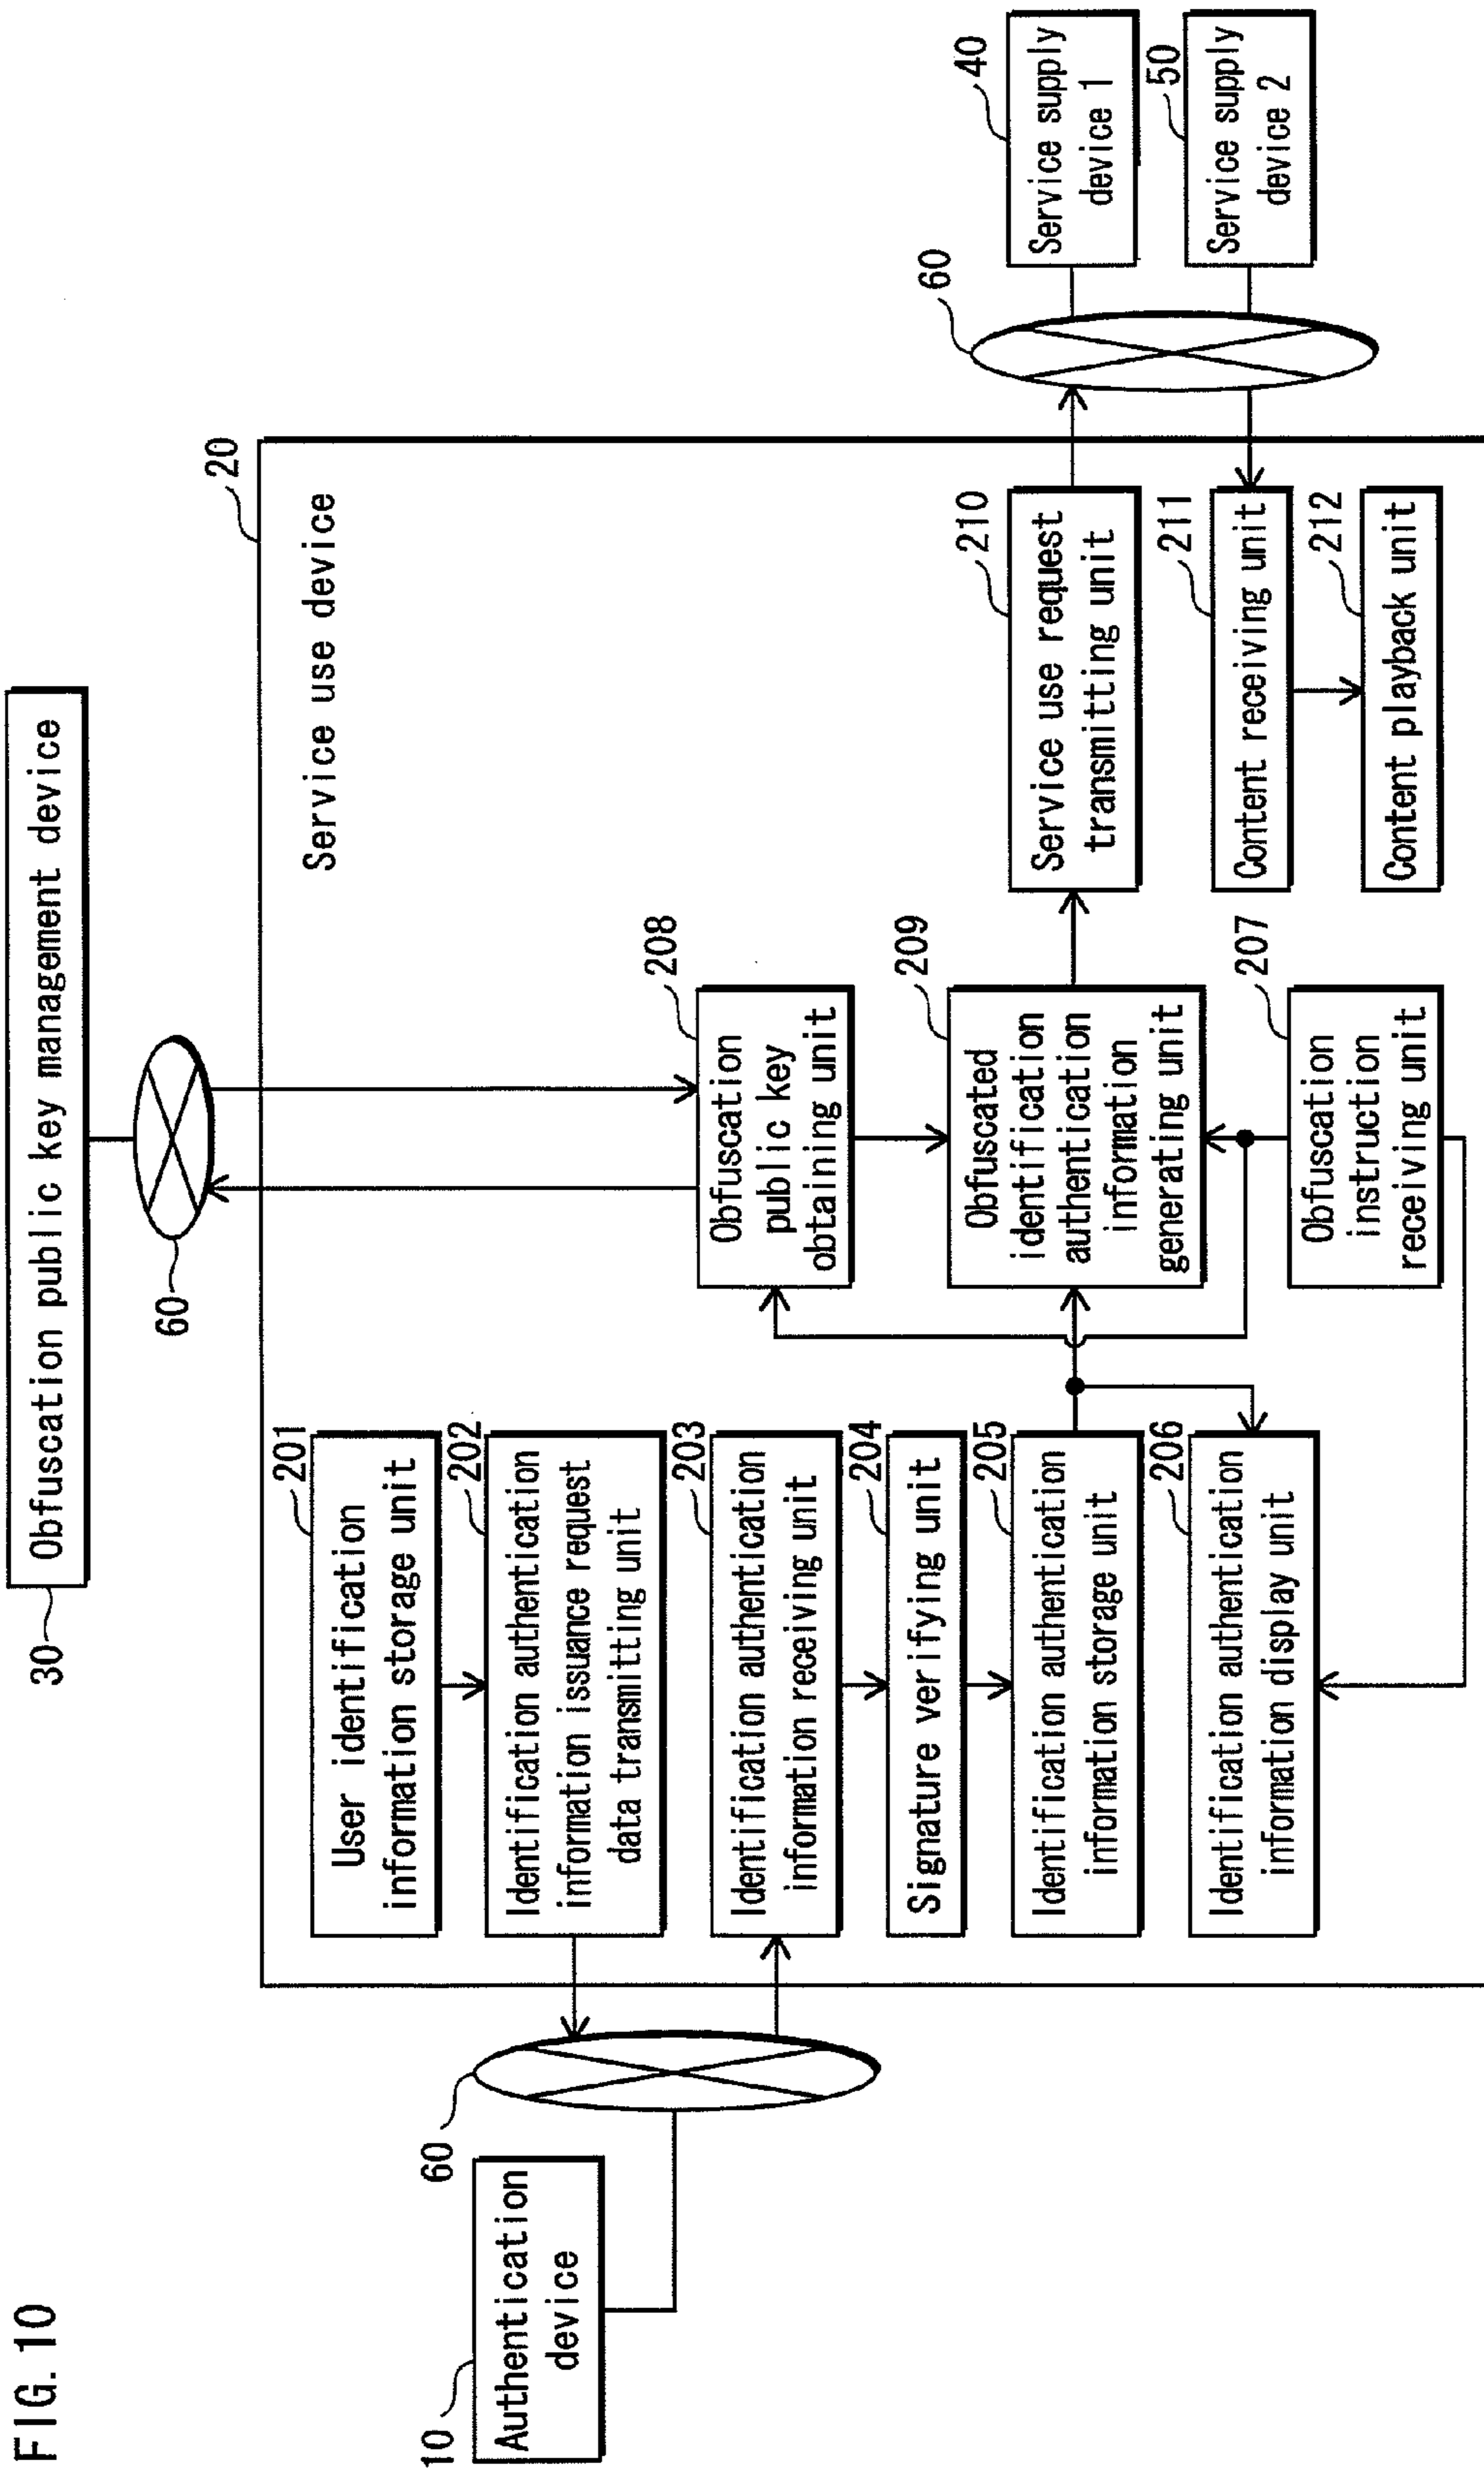 FIG. 10
30
Obfuscation public key management device
60
20
Service use device
10
Authentication
device
60
201
User identification
information storage unit
202
Identification authentication
information issuance request
data transmitting unit
203
Identification authentication
information receiving unit
204
Signature verifying unit
205
Identification authentication
information storage unit
206
Identification authentication
information display unit
208
Obfuscation
public key
obtaining unit
209
Obfuscated
identification
authentication
information
generating unit
207
Obfuscation
instruction
receiving unit
210
Service use request
transmitting unit
211
Content receiving unit
212
Content playback unit
60
40
Service supply
device 1
50
Service supply
device 2